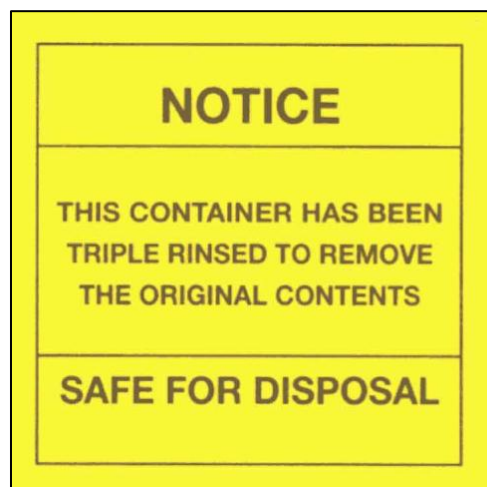 NOTICE
THIS CONTAINER HAS BEEN
TRIPLE RINSED TO REMOVE
THE ORIGINAL CONTENTS
SAFE FOR DISPOSAL